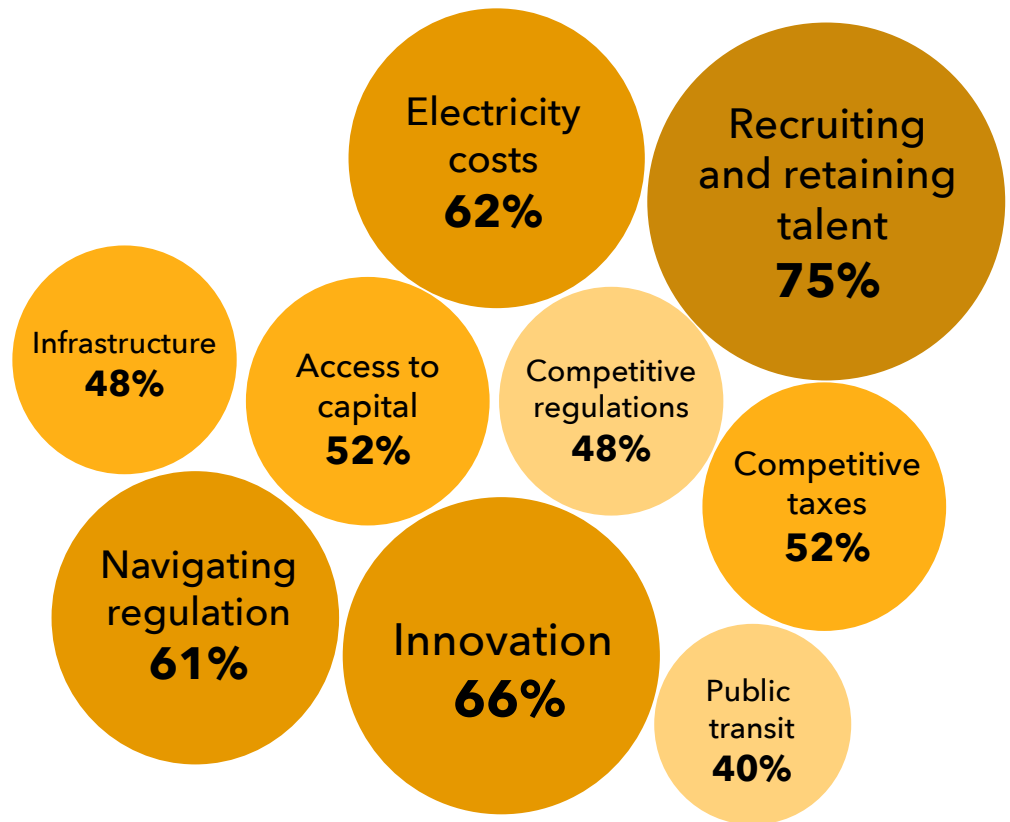 Electricity
costs
62%
Recruiting
and retaining
talent
75%
Infrastructure
48%
Access to
capital
52%
Competitive
regulations
48%
Competitive
taxes
52%
Navigating
regulation
61%
Innovation
66%
Public
transit
40%